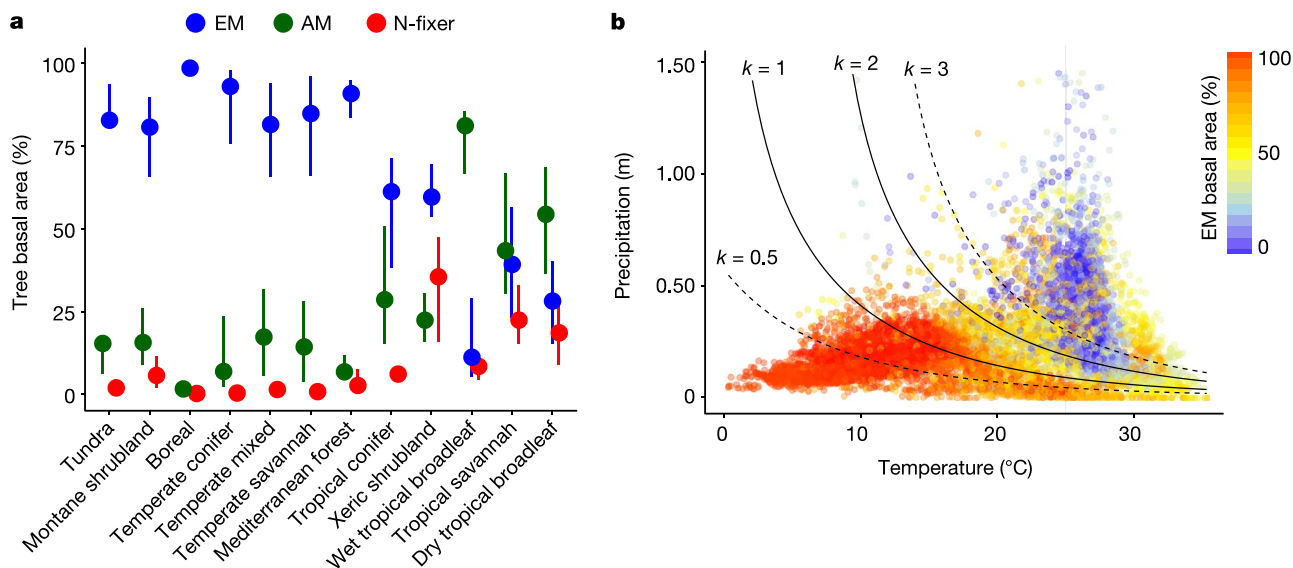 a
EM AM N-fixer
Tree basal area (%)
100
75
50
25
0
Tundra
Montane shrubland
Boreal
Temperate conifer
Temperate mixed
Temperate savannah
Mediterranean forest
Tropical conifer
Xeric shrubland
Wet tropical broadleaf
Tropical savannah
Dry tropical broadleaf
b
Precipitation (m)
1.50
1.00
0.50
0
k = 1
k = 2
k = 3
k = 0.5
0 10 20 30
Temperature (°C)
EM basal area (%)
100
50
0